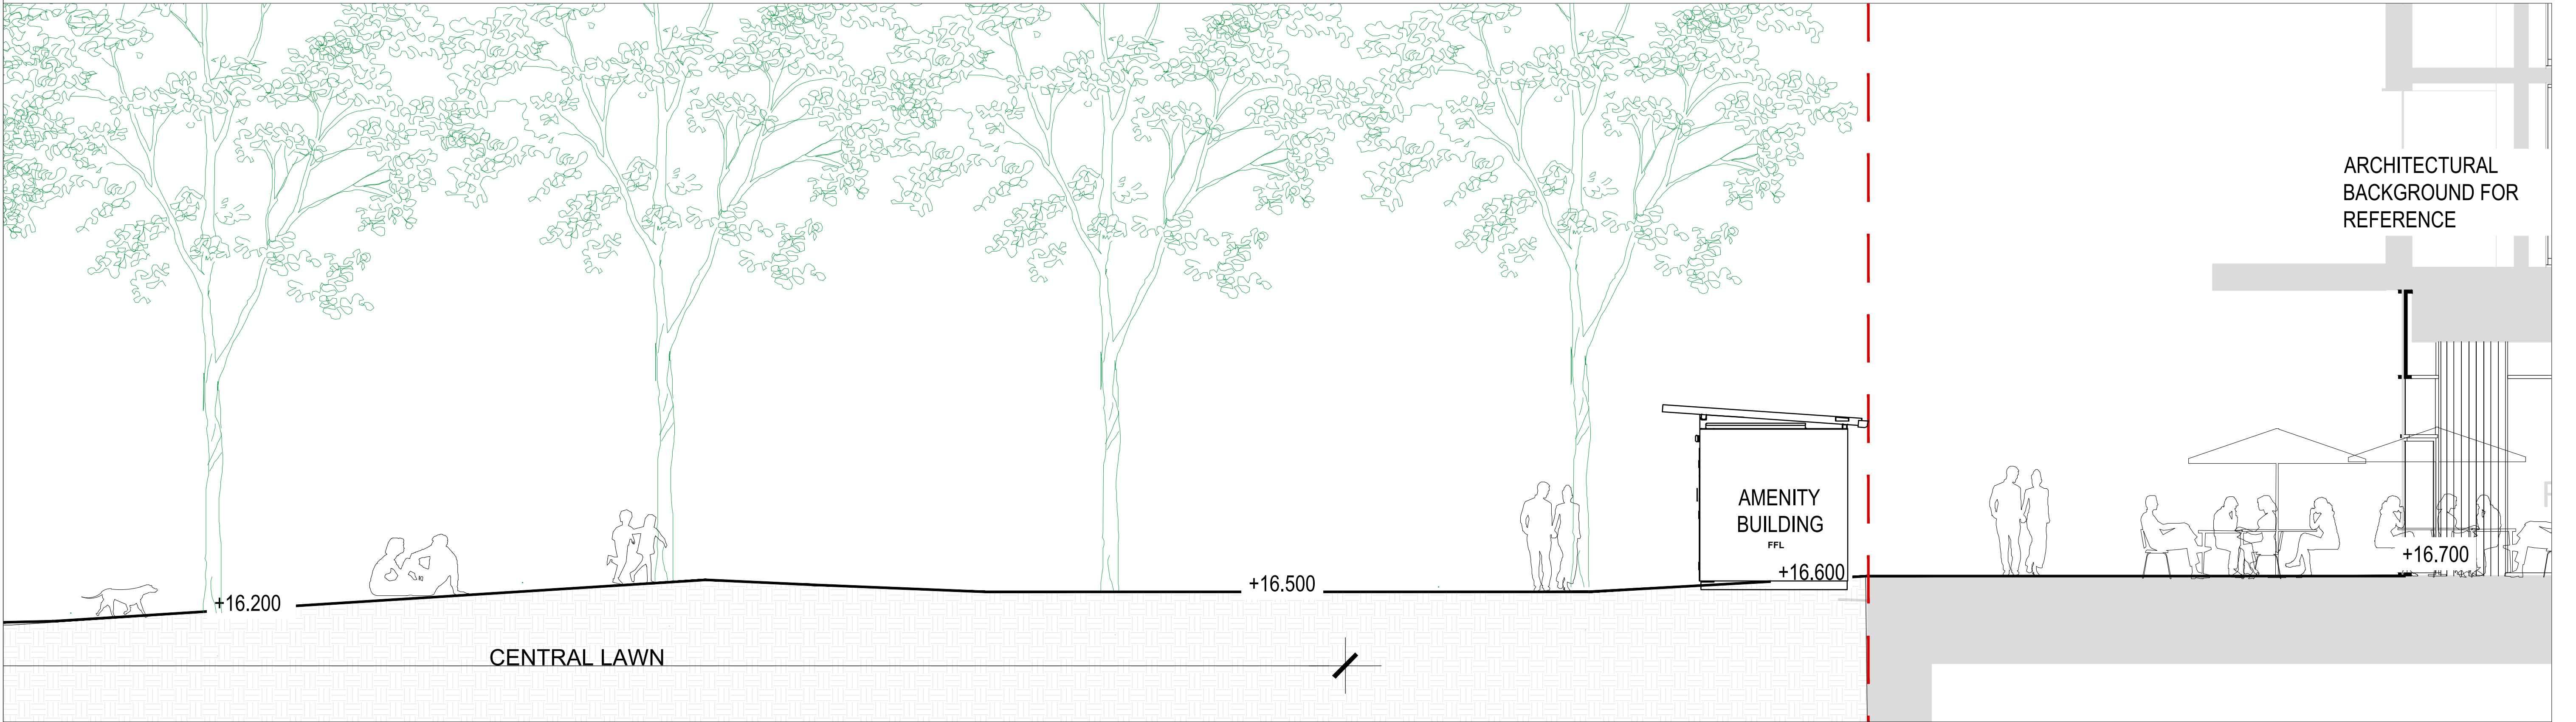 ARCHITECTURAL
BACKGROUND FOR
REFERENCE
AMENITY
BUILDING
FFL
+16.600
+16.700
+16.500
+16.200
CENTRAL LAWN